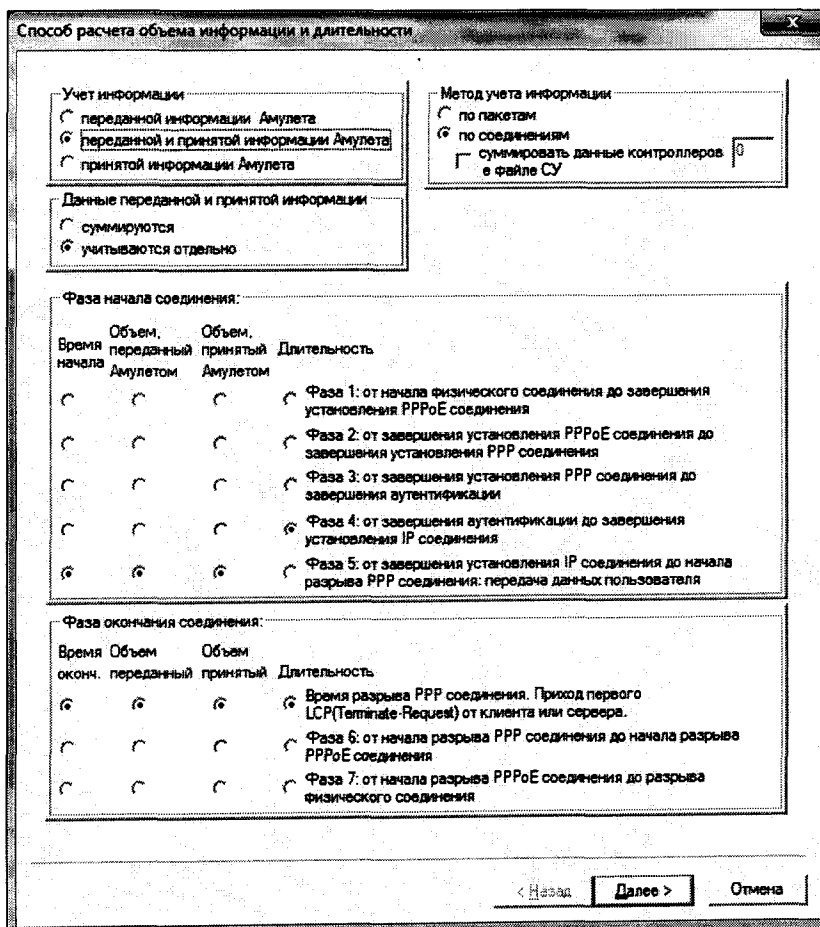 Способ расчета объема информации и длительности
x
Учет информации
переданной информации Амулета
переданной и принятой информации Амулета
принятой информации Амулета
Метод учета информации
по пакетам
по соединениям
суммировать данные контроллеров
в файле СУ
0
Данные переданной и принятой информации
суммируются
учитываются отдельно
Фаза начала соединения:
Время начала
Объем, переданный Амулетом
Объем, принятый Амулетом
Длительность
Фаза 1: от начала физического соединения до завершения
установления PPPoE соединения
Фаза 2: от завершения установления PPPoE соединения до
завершения установления PPP соединения
Фаза 3: от завершения установления PPP соединения до
завершения аутентификации
Фаза 4: от завершения аутентификации до завершения
установления IP соединения
Фаза 5: от завершения установления IP соединения до начала
разрыва PPP соединения: передача данных пользователя
Фаза окончания соединения:
Время оконч.
Объем переданный
Объем принятый
Длительность
Время разрыва PPP соединения. Приход первого
LCP(Terminate-Request) от клиента или сервера.
Фаза 6: от начала разрыва PPP соединения до начала разрыва
PPPoE соединения
Фаза 7: от начала разрыва PPPoE соединения до разрыва
физического соединения
< Назад
Далее >
Отмена